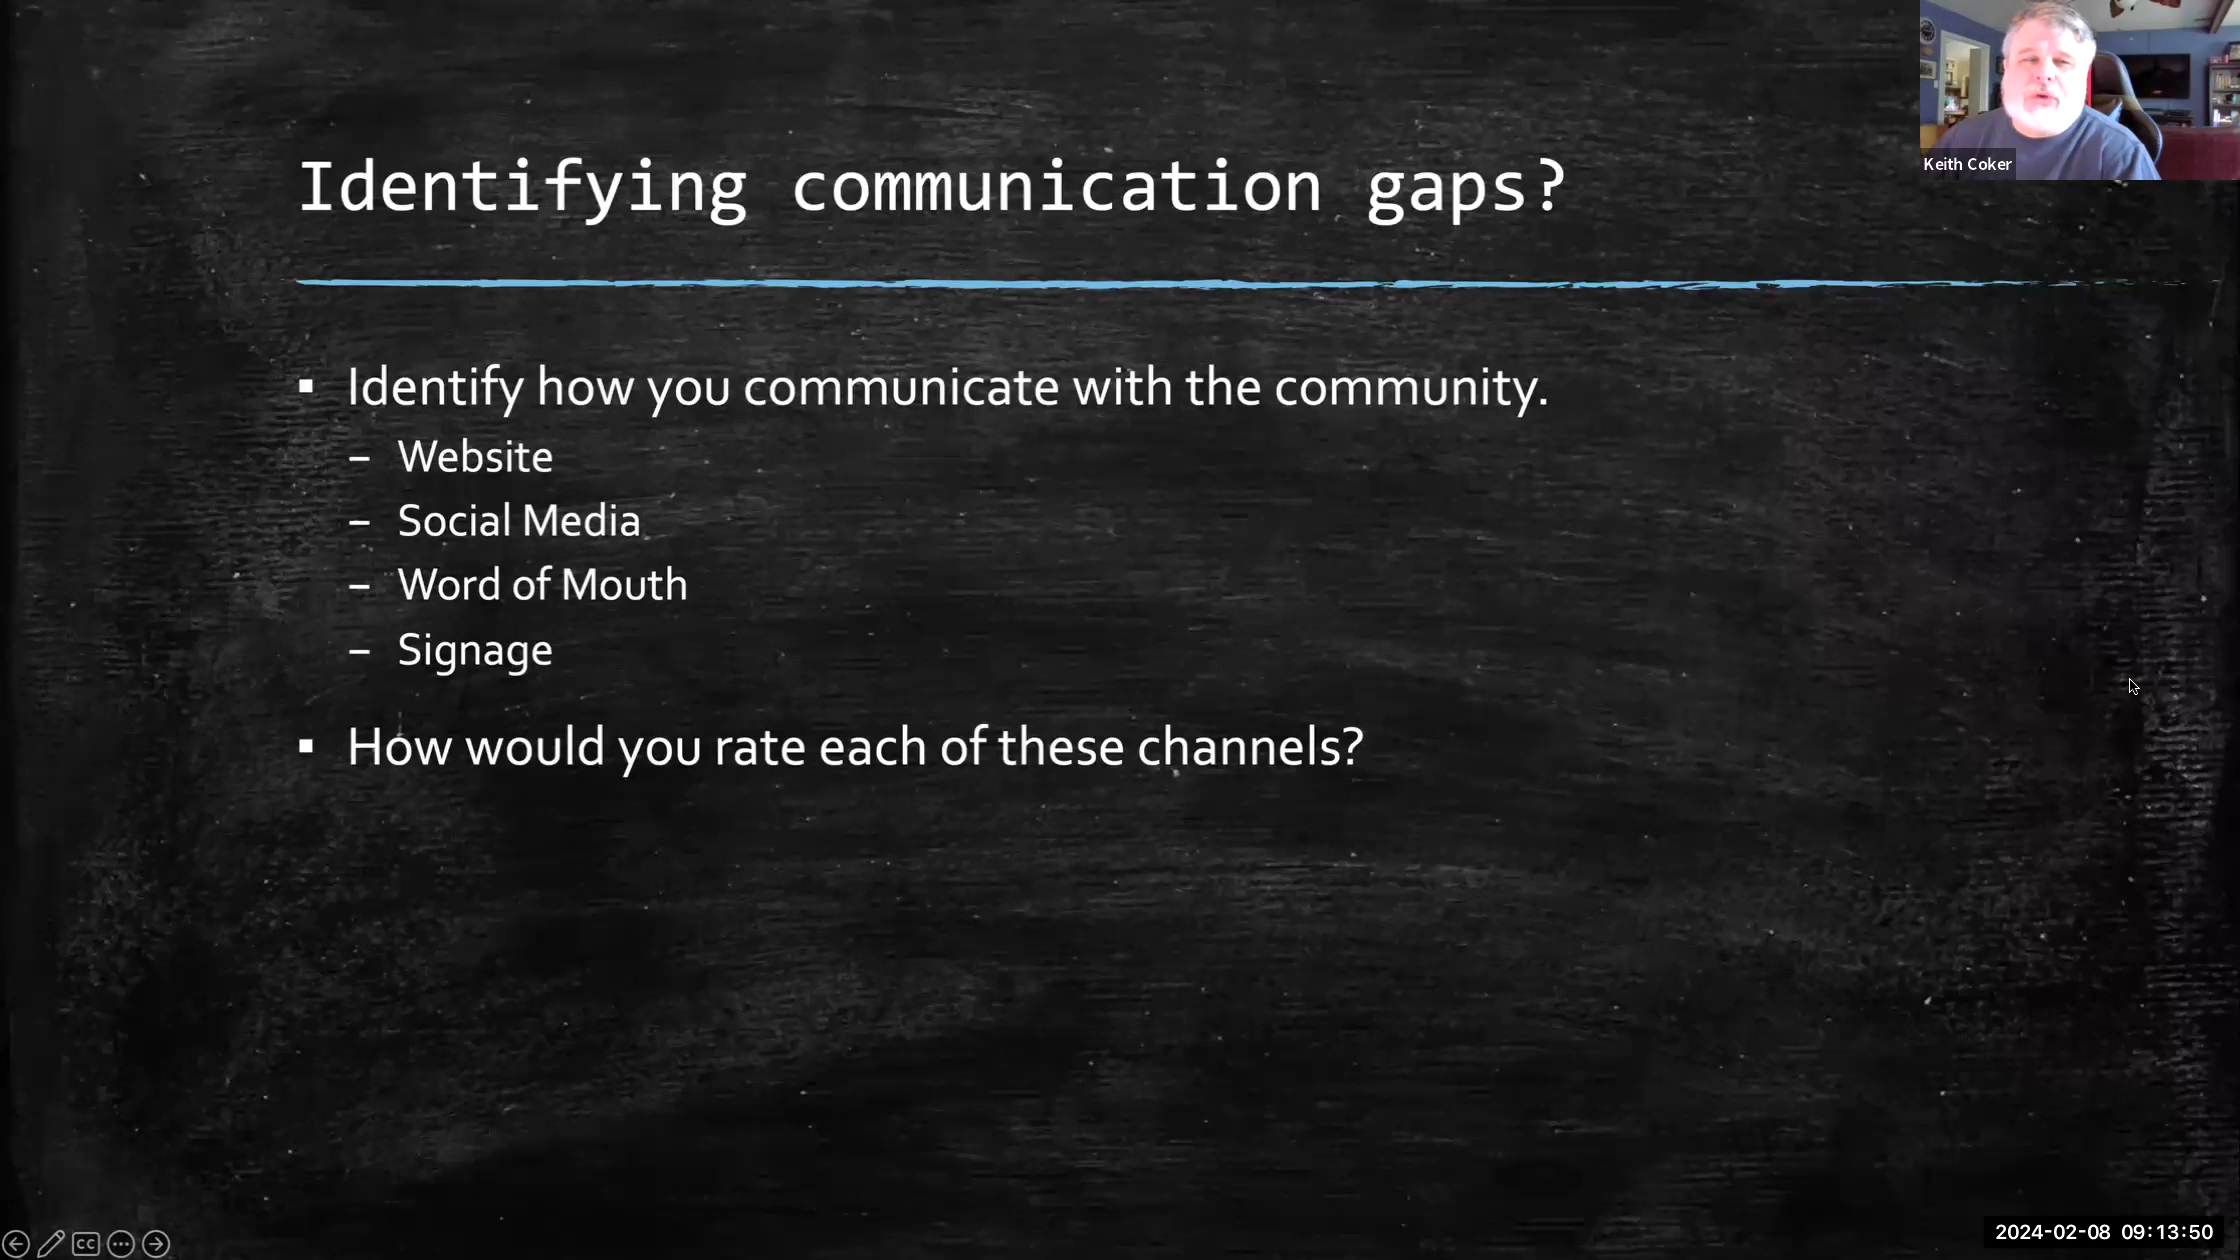 Keith Coker
Identifying communication gaps?
▪ Identify how you communicate with the community.
– Website
– Social Media
– Word of Mouth
– Signage
▪ How would you rate each of these channels?
CC
2024-02-08 09:13:50